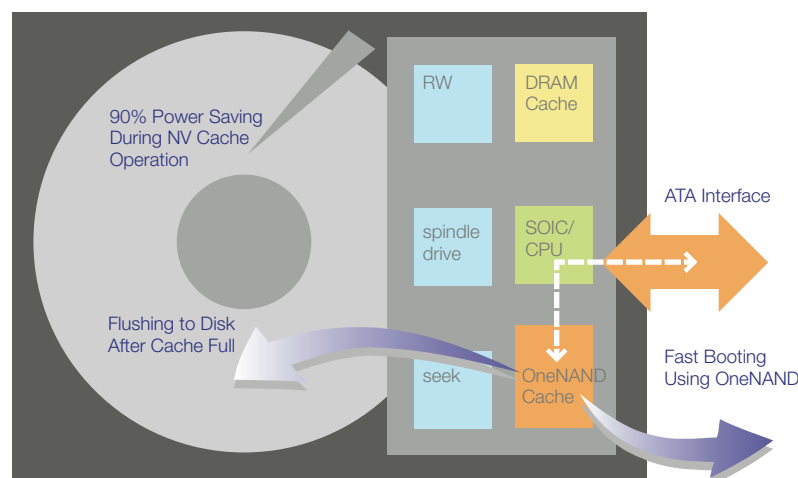 90% Power Saving
During NV Cache
Operation
RW
DRAM
Cache
spindle
drive
SOIC/
CPU
ATA Interface
Flushing to Disk
After Cache Full
seek
OneNAND
Cache
Fast Booting
Using OneNAND